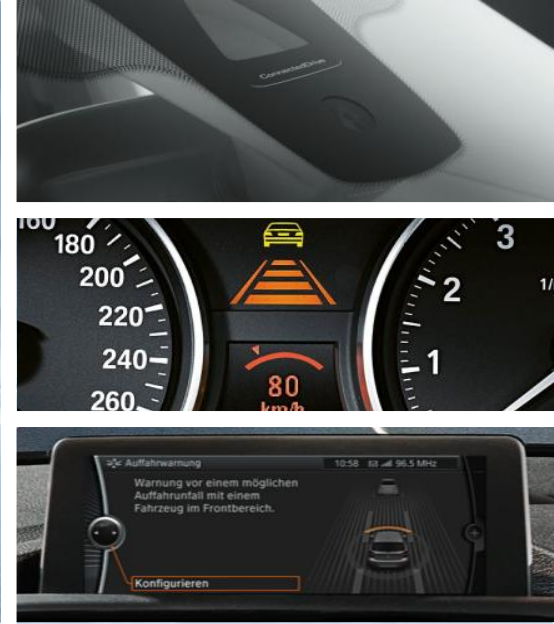 ConnectedDrive
160
180
200
220
240
260
80
km/h
3
2
1
1/
Auffahrwarnung
10:58
96.5 MHz
Warnung vor einem möglichen
Auffahrunfall mit einem
Fahrzeug im Frontbereich.
Konfigurieren